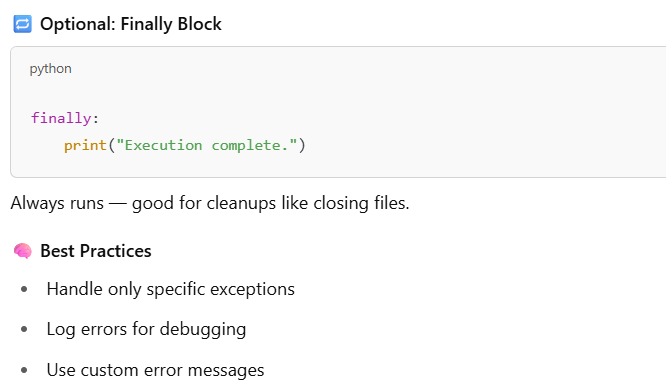 🔁 Optional: Finally Block
python
finally:
    print("Execution complete.")
Always runs — good for cleanups like closing files.
🧠 Best Practices
• Handle only specific exceptions
• Log errors for debugging
• Use custom error messages